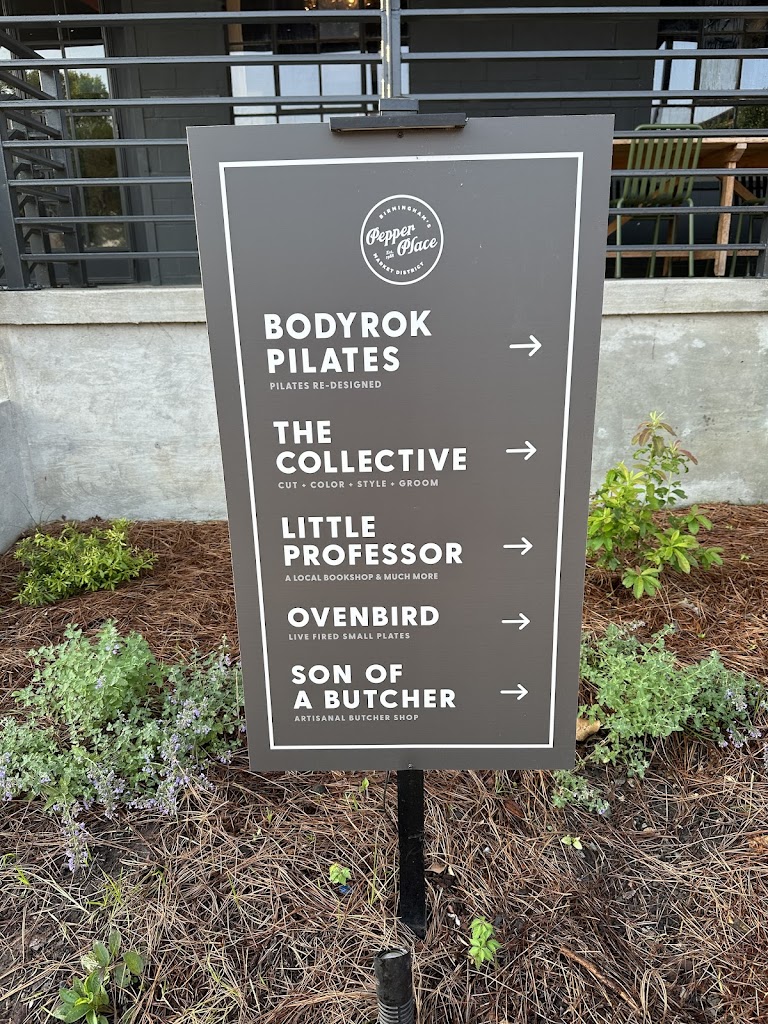 BIRMINGHAM'S
Pepper
Place
MARKET DISTRICT
BODYROK
PILATES
PILATES RE-DESIGNED
THE
COLLECTIVE
CUT + COLOR + STYLE + GROOM
LITTLE
PROFESSOR
A LOCAL BOOKSHOP & MUCH MORE
OVENBIRD
LIVE FIRED SMALL PLATES
SON OF
A BUTCHER
ARTISANAL BUTCHER SHOP